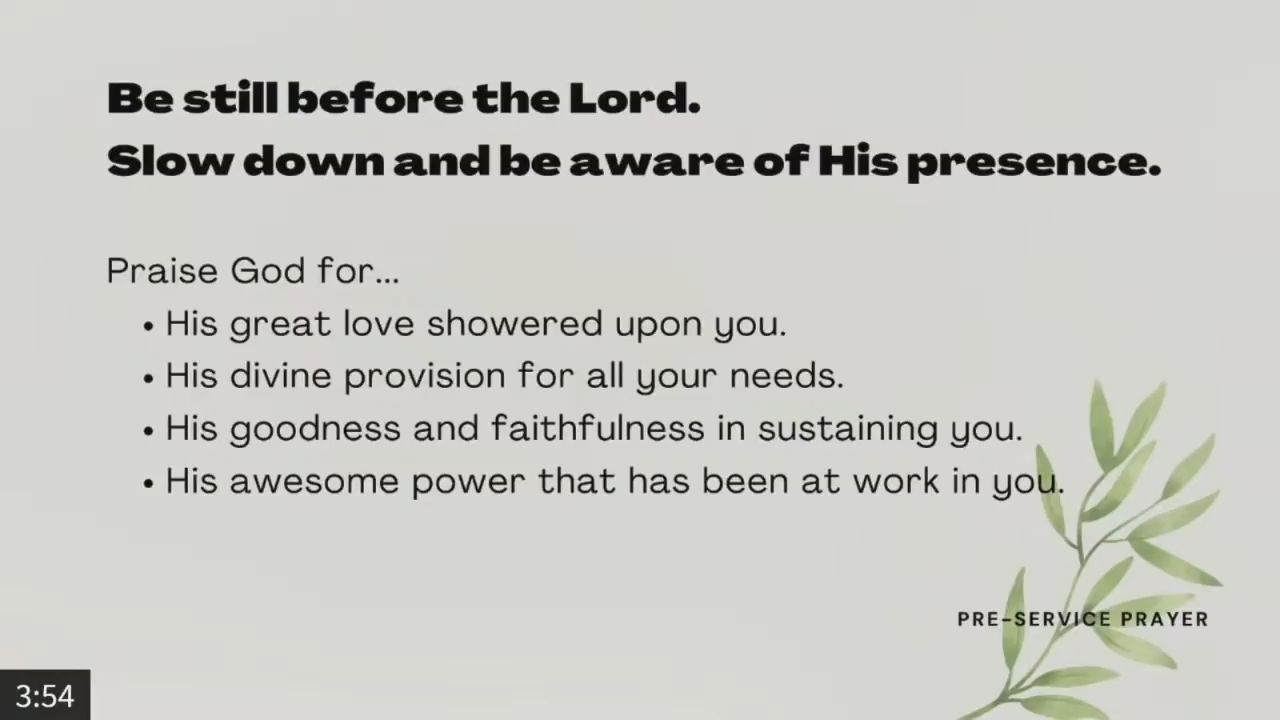 Be still before the Lord.
Slow down and be aware of His presence.
Praise God for...
• His great love showered upon you.
• His divine provision for all your needs.
• His goodness and faithfulness in sustaining you.
• His awesome power that has been at work in you.
PRE-SERVICE PRAYER
3:54